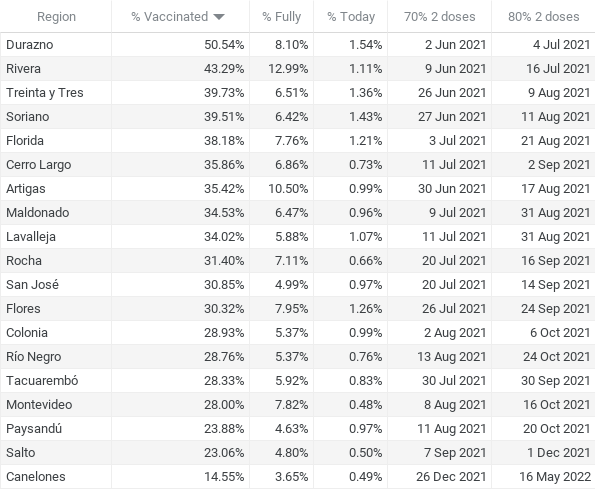 Region % Vaccinated % Fully % Today 70% 2 doses 80% 2 doses
Durazno 50.54% 8.10% 1.54% 2 Jun 2021 4 Jul 2021
Rivera 43.29% 12.99% 1.11% 9 Jun 2021 16 Jul 2021
Treinta y Tres 39.73% 6.51% 1.36% 26 Jun 2021 9 Aug 2021
Soriano 39.51% 6.42% 1.43% 27 Jun 2021 11 Aug 2021
Florida 38.18% 7.76% 1.21% 3 Jul 2021 21 Aug 2021
Cerro Largo 35.86% 6.86% 0.73% 11 Jul 2021 2 Sep 2021
Artigas 35.42% 10.50% 0.99% 30 Jun 2021 17 Aug 2021
Maldonado 34.53% 6.47% 0.96% 9 Jul 2021 31 Aug 2021
Lavalleja 34.02% 5.88% 1.07% 11 Jul 2021 31 Aug 2021
Rocha 31.40% 7.11% 0.66% 20 Jul 2021 16 Sep 2021
San José 30.85% 4.99% 0.97% 20 Jul 2021 14 Sep 2021
Flores 30.32% 7.95% 1.26% 26 Jul 2021 24 Sep 2021
Colonia 28.93% 5.37% 0.99% 2 Aug 2021 6 Oct 2021
Río Negro 28.76% 5.37% 0.76% 13 Aug 2021 24 Oct 2021
Tacuarembó 28.33% 5.92% 0.83% 30 Jul 2021 30 Sep 2021
Montevideo 28.00% 7.82% 0.48% 8 Aug 2021 16 Oct 2021
Paysandú 23.88% 4.63% 0.97% 11 Aug 2021 20 Oct 2021
Salto 23.06% 4.80% 0.50% 7 Sep 2021 1 Dec 2021
Canelones 14.55% 3.65% 0.49% 26 Dec 2021 16 May 2022